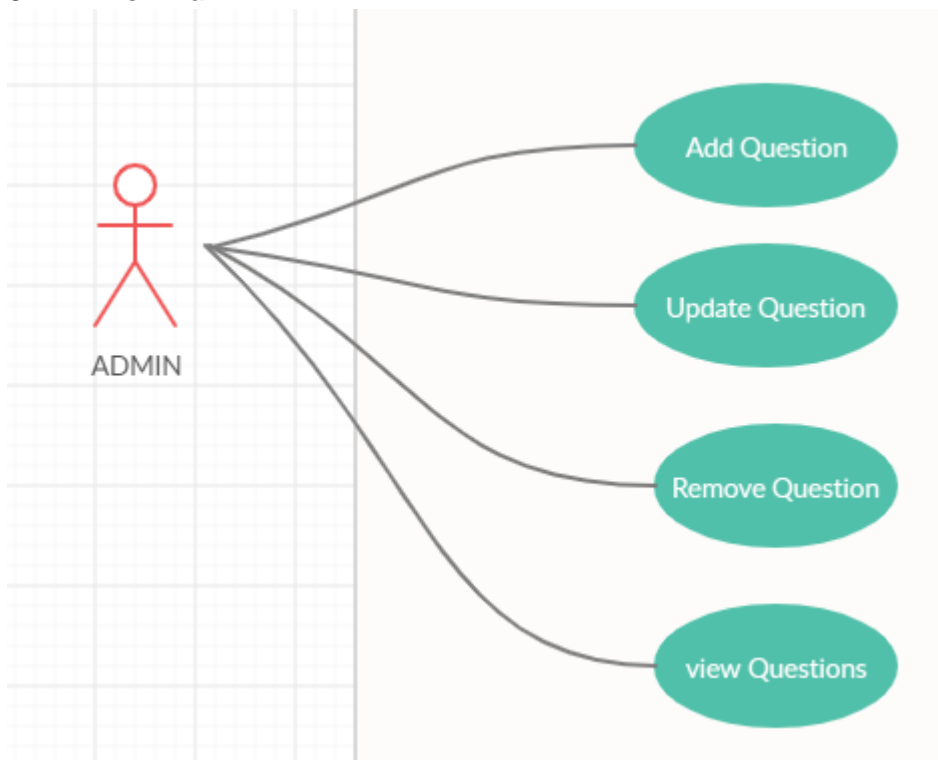 Add Question
Update Question
ADMIN
Remove Question
view Questions